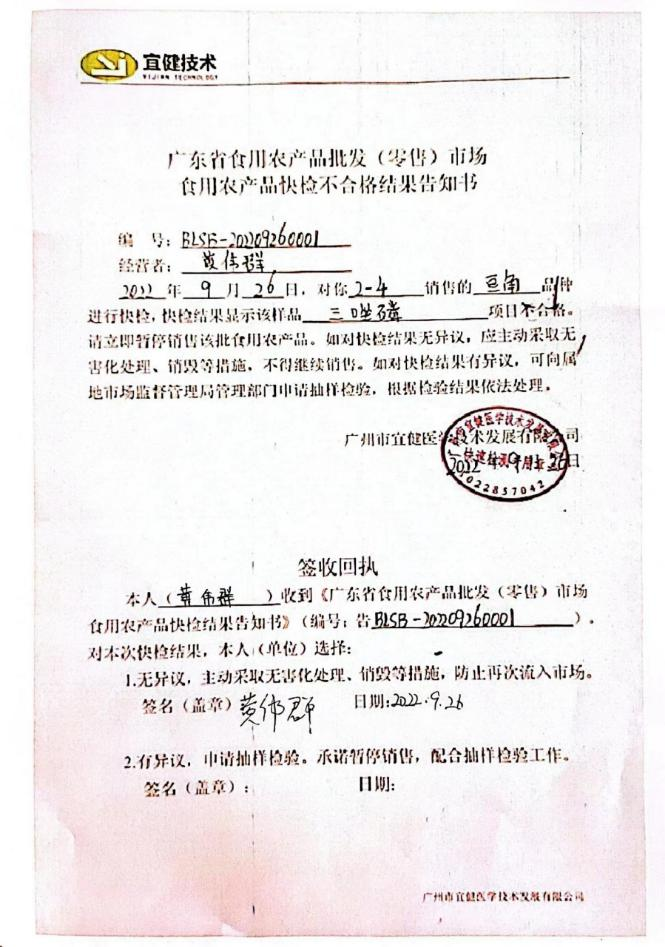 宜健技术
YIJIAN TECHNOLOGY
广东省食用农产品批发（零售）市场
食用农产品快检不合格结果告知书
编 号：BLSB-202209260001
经营者：黄伟群
2022 年 9 月 26 日，对你 2-4 销售的 豆角 品种
进行快检，快检结果显示该样品 三唑磷 项目不合格。
请立即暂停销售该批食用农产品。如对快检结果无异议，应主动采取无
害化处理、销毁等措施，不得继续销售。如对快检结果有异议，可向属
地市场监督管理局管理部门申请抽样检验，根据检验结果依法处理。
广州市宜健医学技术发展有限公司
2022 年 9 月 26 日
签收回执
本人（黄伟群）收到《广东省食用农产品批发（零售）市场
食用农产品快检结果告知书》（编号：告BLSB-202209260001）。
对本次快检结果，本人（单位）选择：
1.无异议，主动采取无害化处理、销毁等措施，防止再次流入市场。
签名（盖章）黄伟群 日期:2022.9.26
2.有异议，申请抽样检验。承诺暂停销售，配合抽样检验工作。
签名（盖章）： 日期:
广州市宜健医学技术发展有限公司